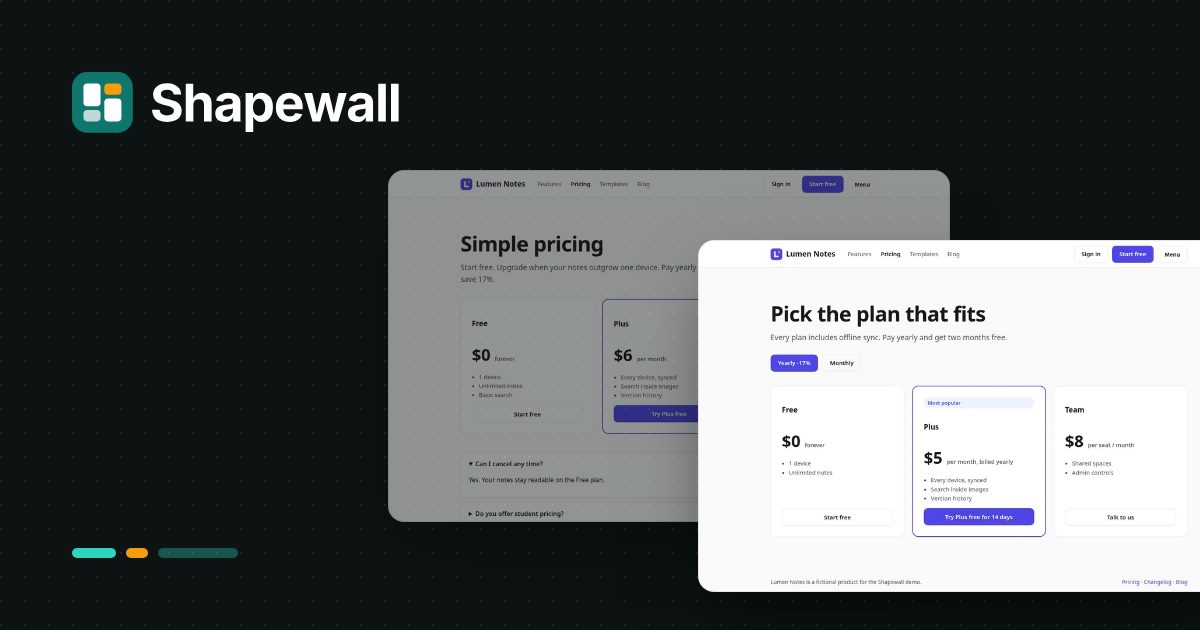 Shapewall
Lumen Notes Features Pricing Templates Blog Sign in Start free Menu
Simple pricing
Start free. Upgrade when your notes outgrow one device. Pay yearly
save 17%.
Free
$0 forever
• 1 device
• Unlimited notes
• Basic search
Start free
Plus
$6 per month
• Every device, synced
• Search inside images
• Version history
Try Plus free
▼ Can I cancel any time?
Yes. Your notes stay readable on the Free plan.
▶ Do you offer student pricing?
Lumen Notes Features Pricing Templates Blog Sign in Start free Menu
Pick the plan that fits
Every plan includes offline sync. Pay yearly and get two months free.
Yearly -17% Monthly
Free
$0 forever
• 1 device
• Unlimited notes
Start free
Most popular
Plus
$5 per month, billed yearly
• Every device, synced
• Search inside images
• Version history
Try Plus free for 14 days
Team
$8 per seat / month
• Shared spaces
• Admin controls
Talk to us
Lumen Notes is a fictional product for the Shapewall demo.
Pricing · Changelog · Blog